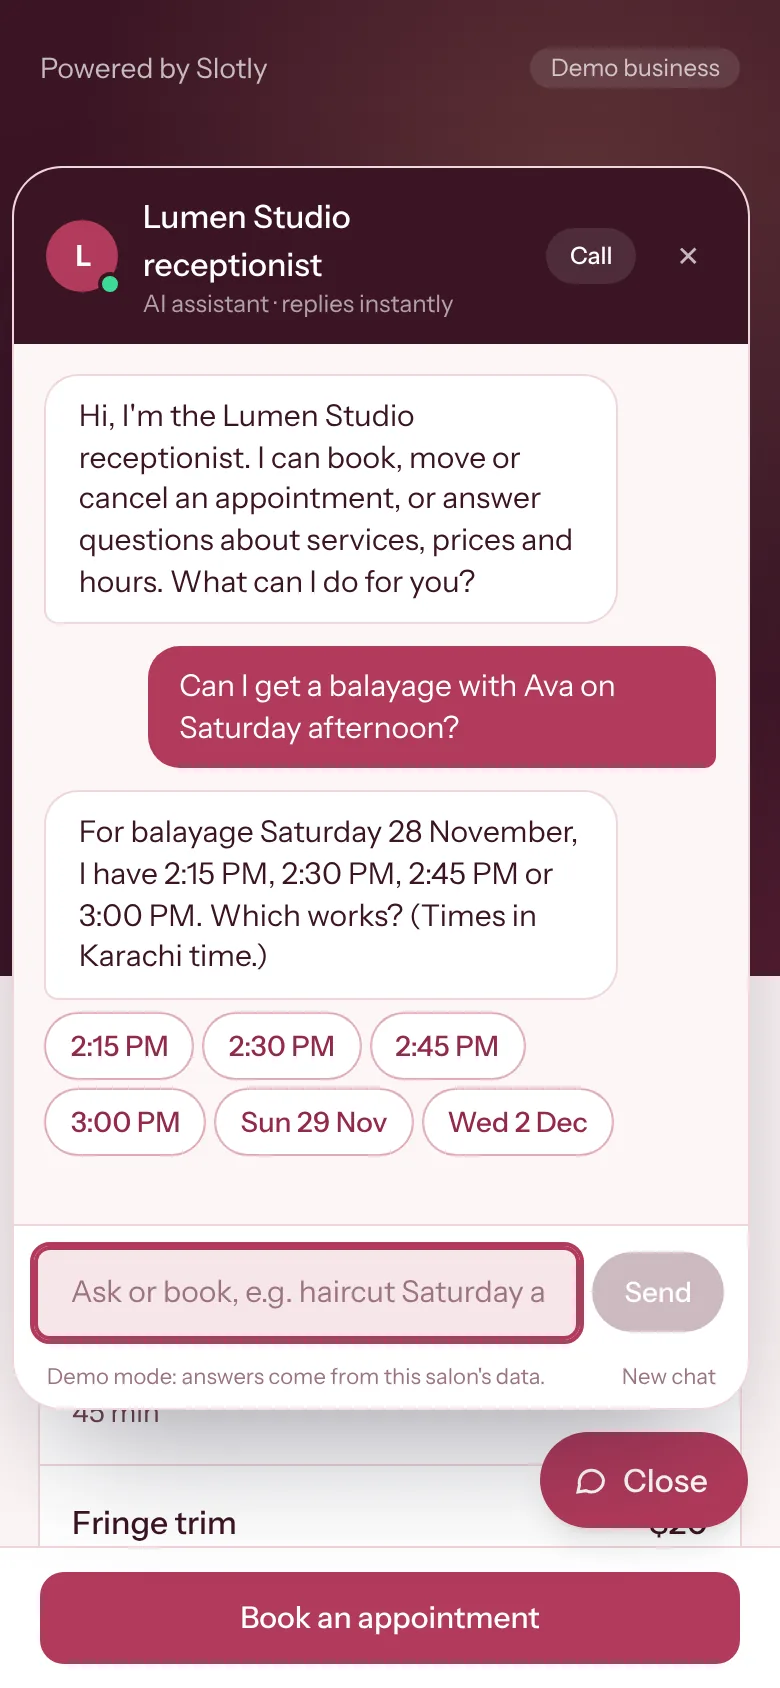 Powered by Slotly
Demo business
L
Lumen Studio
receptionist
Call
×
AI assistant · replies instantly
Hi, I'm the Lumen Studio
receptionist. I can book, move or
cancel an appointment, or answer
questions about services, prices and
hours. What can I do for you?
Can I get a balayage with Ava on
Saturday afternoon?
For balayage Saturday 28 November,
I have 2:15 PM, 2:30 PM, 2:45 PM or
3:00 PM. Which works? (Times in
Karachi time.)
2:15 PM
2:30 PM
2:45 PM
3:00 PM
Sun 29 Nov
Wed 2 Dec
Ask or book, e.g. haircut Saturday a
Send
Demo mode: answers come from this salon's data.
New chat
45 min
Close
Fringe trim
Book an appointment